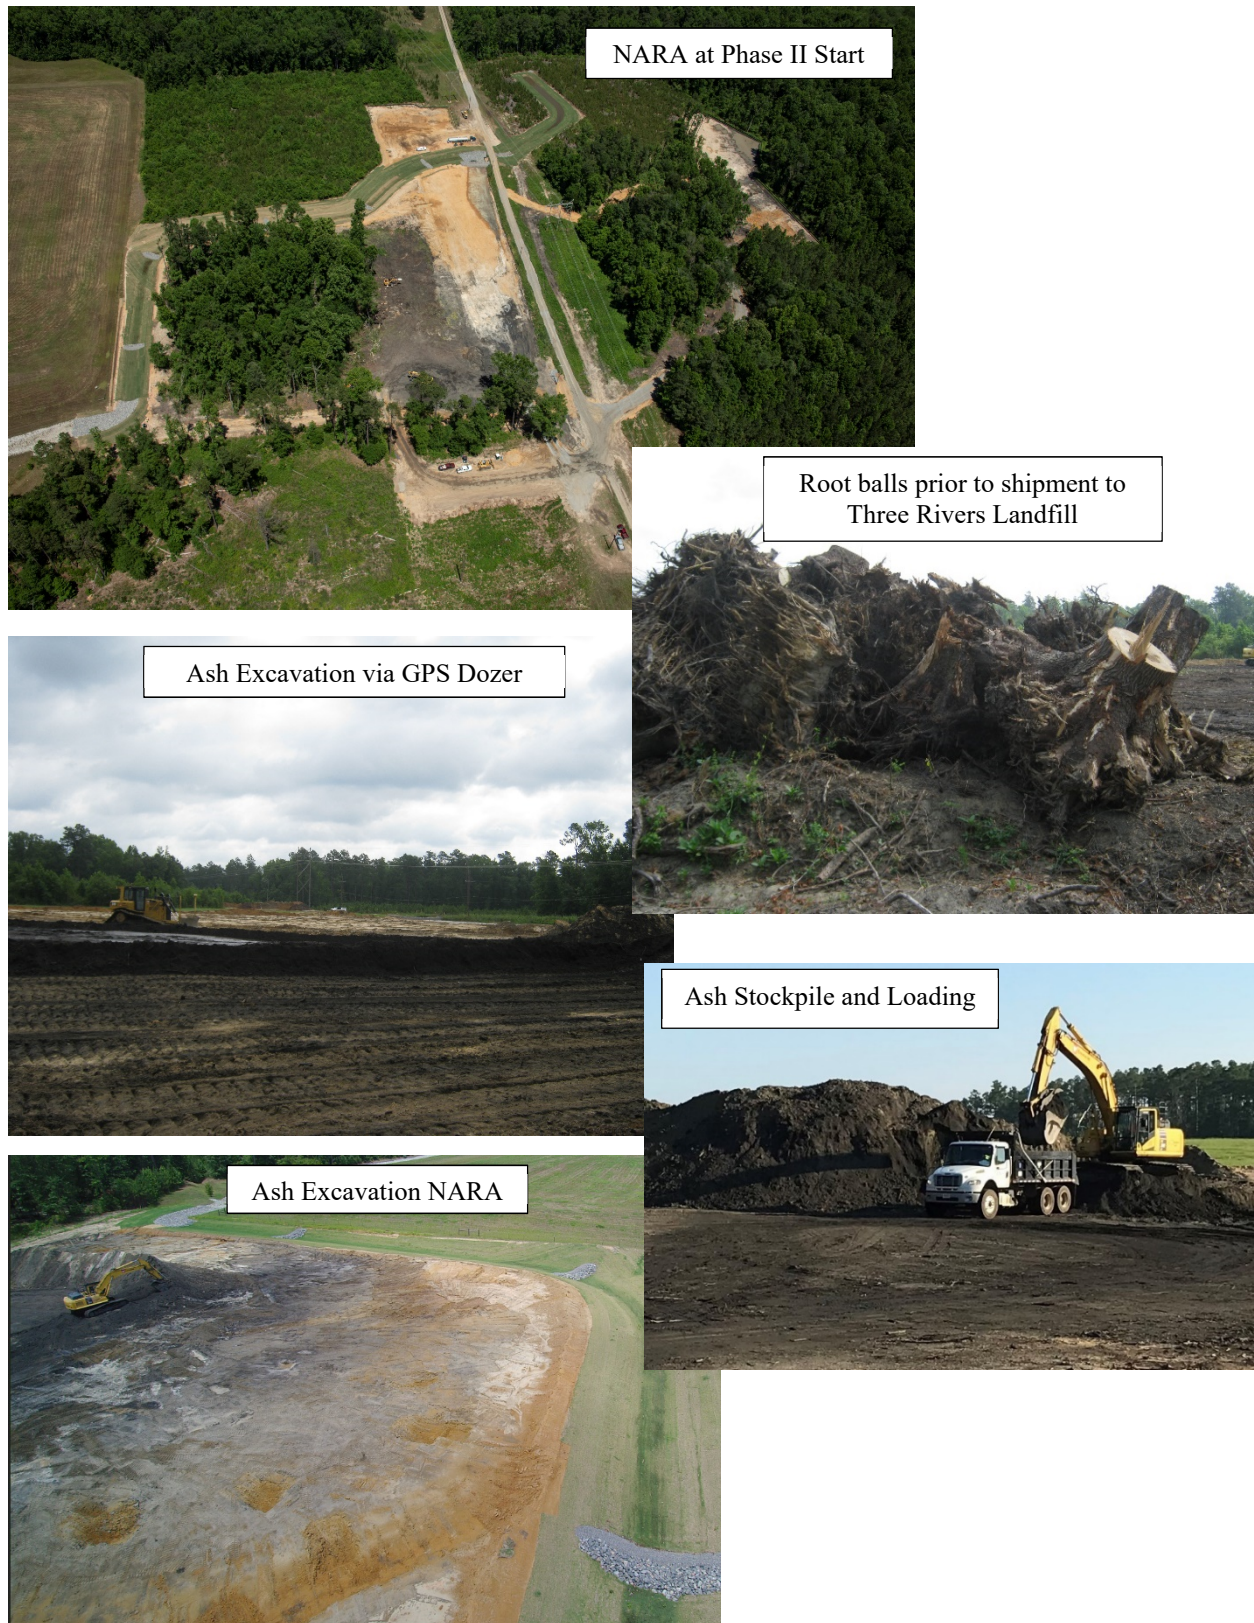 NARA at Phase II Start
Root balls prior to shipment to
Three Rivers Landfill
Ash Excavation via GPS Dozer
Ash Stockpile and Loading
Ash Excavation NARA